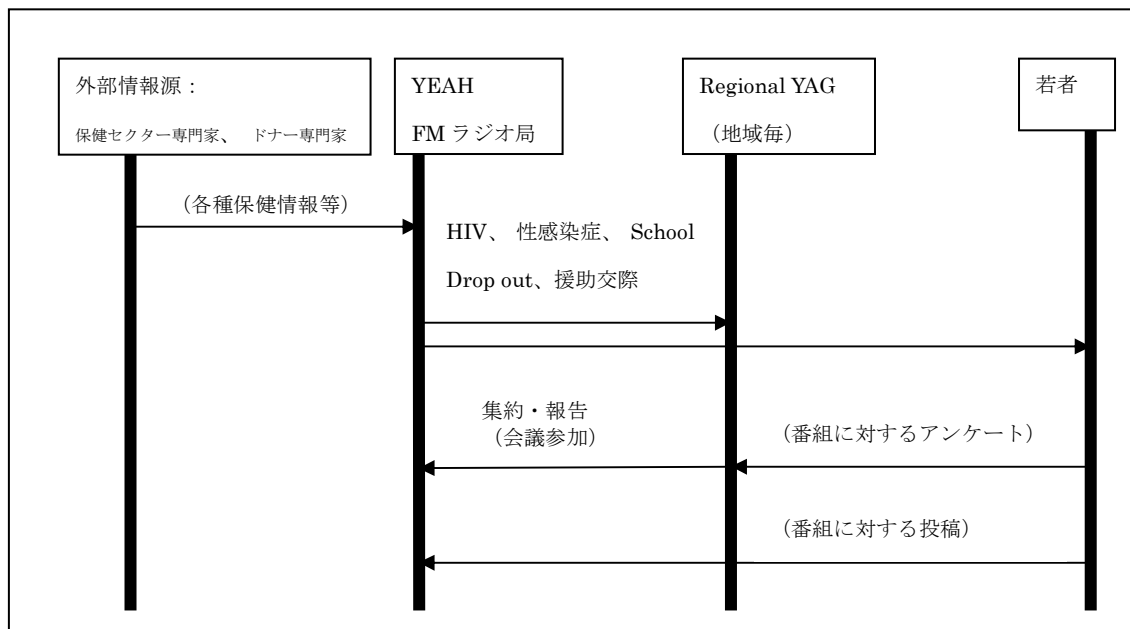 外部情報源：
保健セクター専門家、 ドナー専門家
YEAH
FM ラジオ局
Regional YAG
（地域毎）
若者
（各種保健情報等）
HIV、 性感染症、 School
Drop out、援助交際
集約・報告
（会議参加）
（番組に対するアンケート）
（番組に対する投稿）